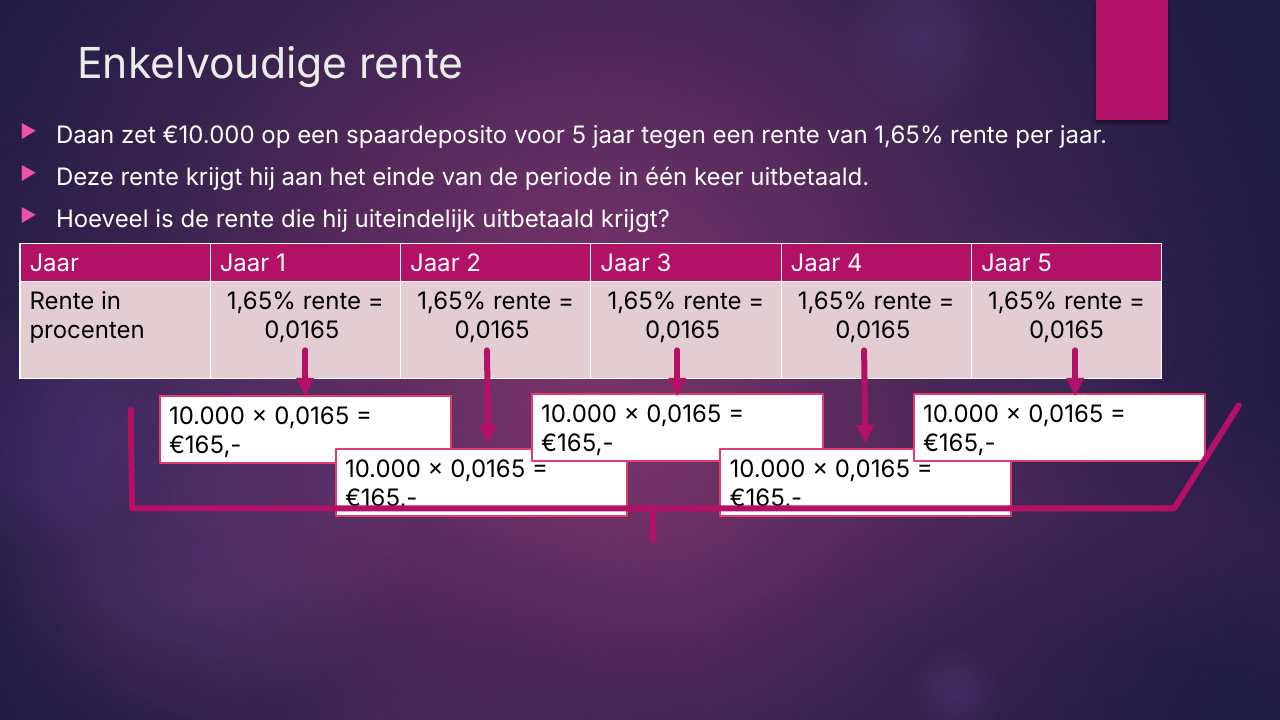 Enkelvoudige rente
Daan zet €10.000 op een spaardeposito voor 5 jaar tegen een rente van 1,65% rente per jaar.
Deze rente krijgt hij aan het einde van de periode in één keer uitbetaald.
Hoeveel is de rente die hij uiteindelijk uitbetaald krijgt?
Jaar Jaar 1 Jaar 2 Jaar 3 Jaar 4 Jaar 5
Rente in 1,65% rente = 1,65% rente = 1,65% rente = 1,65% rente = 1,65% rente =
procenten 0,0165 0,0165 0,0165 0,0165 0,0165
10.000 × 0,0165 =
€165,-
10.000 × 0,0165 =
€165,-
10.000 × 0,0165 =
€165,-
10.000 × 0,0165 =
€165,-
10.000 × 0,0165 =
€165,-